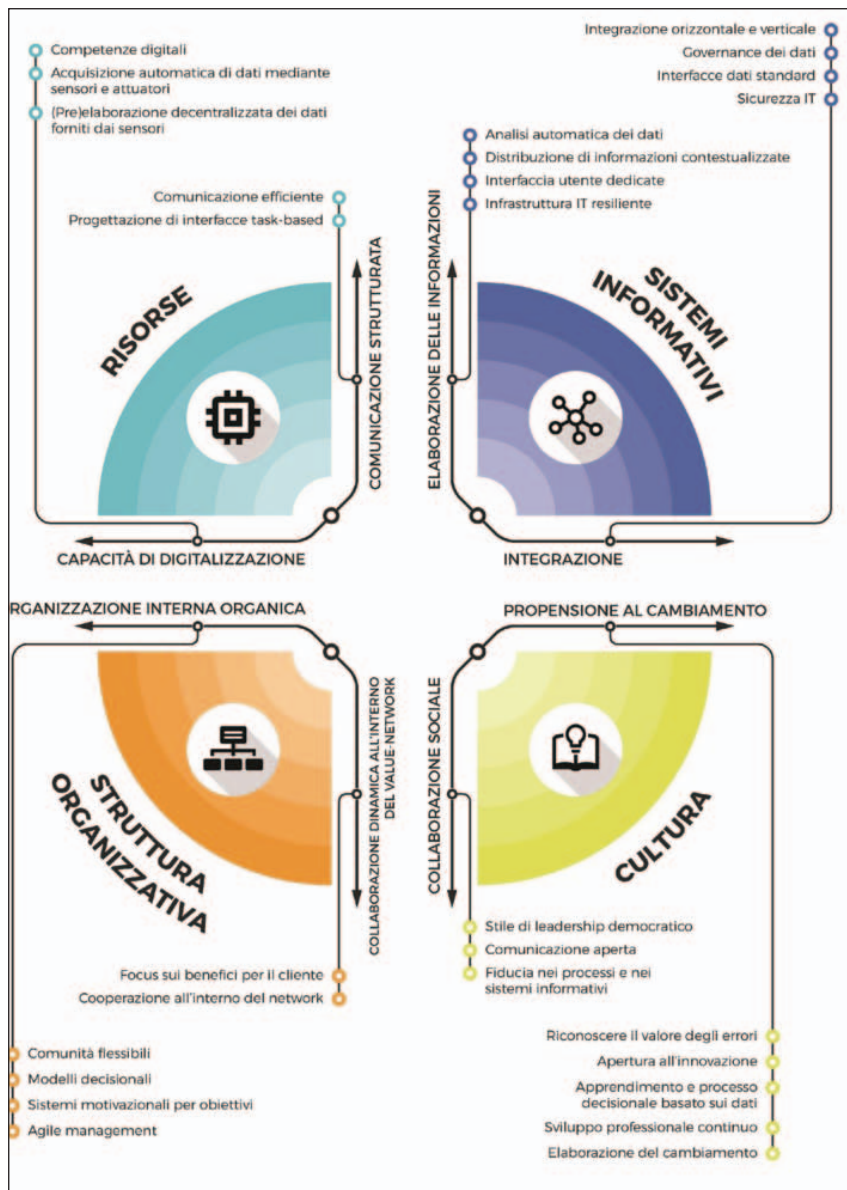 Competenze digitali
Acquisizione automatica di dati mediante
sensori e attuatori
(Pre)elaborazione decentralizzata dei dati
forniti dai sensori
Comunicazione efficiente
Progettazione di interfacce task-based
RISORSE
COMUNICAZIONE STRUTTURATA
CAPACITÀ DI DIGITALIZZAZIONE
Integrazione orizzontale e verticale
Governance dei dati
Interfacce dati standard
Sicurezza IT
Analisi automatica dei dati
Distribuzione di informazioni contestualizzate
Interfaccia utente dedicate
Infrastruttura IT resiliente
ELABORAZIONE DELLE INFORMAZIONI
SISTEMI
INFORMATIVI
INTEGRAZIONE
RGANIZZAZIONE INTERNA ORGANICA
COLLABORAZIONE DINAMICA ALL'INTERNO
DEL VALUE-NETWORK
STRUTTURA
ORGANIZZATIVA
Focus sui benefici per il cliente
Cooperazione all'interno del network
Comunità flessibili
Modelli decisionali
Sistemi motivazionali per obiettivi
Agile management
PROPENSIONE AL CAMBIAMENTO
COLLABORAZIONE SOCIALE
CULTURA
Stile di leadership democratico
Comunicazione aperta
Fiducia nei processi e nei
sistemi informativi
Riconoscere il valore degli errori
Apertura all'innovazione
Apprendimento e processo
decisionale basato sui dati
Sviluppo professionale continuo
Elaborazione del cambiamento